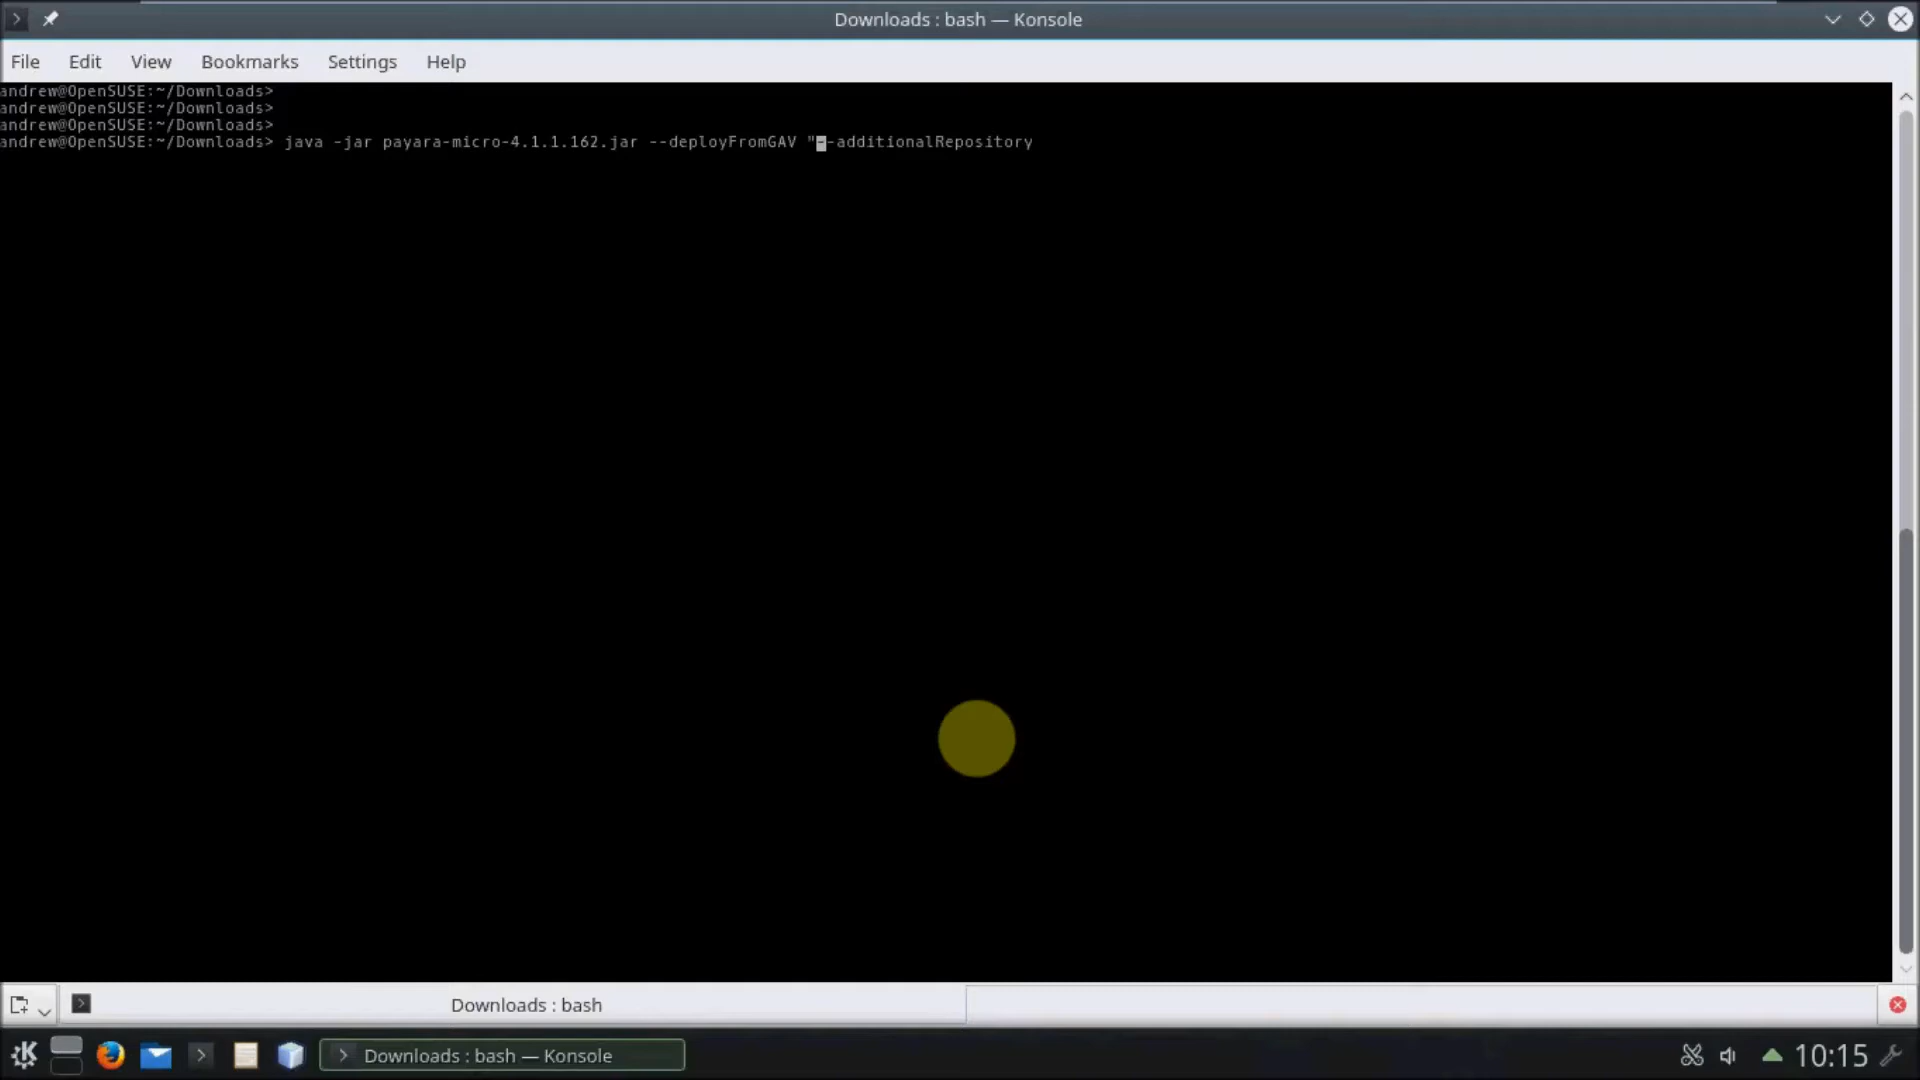 Downloads : bash — Konsole
File Edit View Bookmarks Settings Help
andrew@OpenSUSE:~/Downloads>
andrew@OpenSUSE:~/Downloads>
andrew@OpenSUSE:~/Downloads>
andrew@OpenSUSE:~/Downloads> java -jar payara-micro-4.1.1.162.jar --deployFromGAV "--additionalRepository
Downloads : bash
Downloads : bash — Konsole
10:15